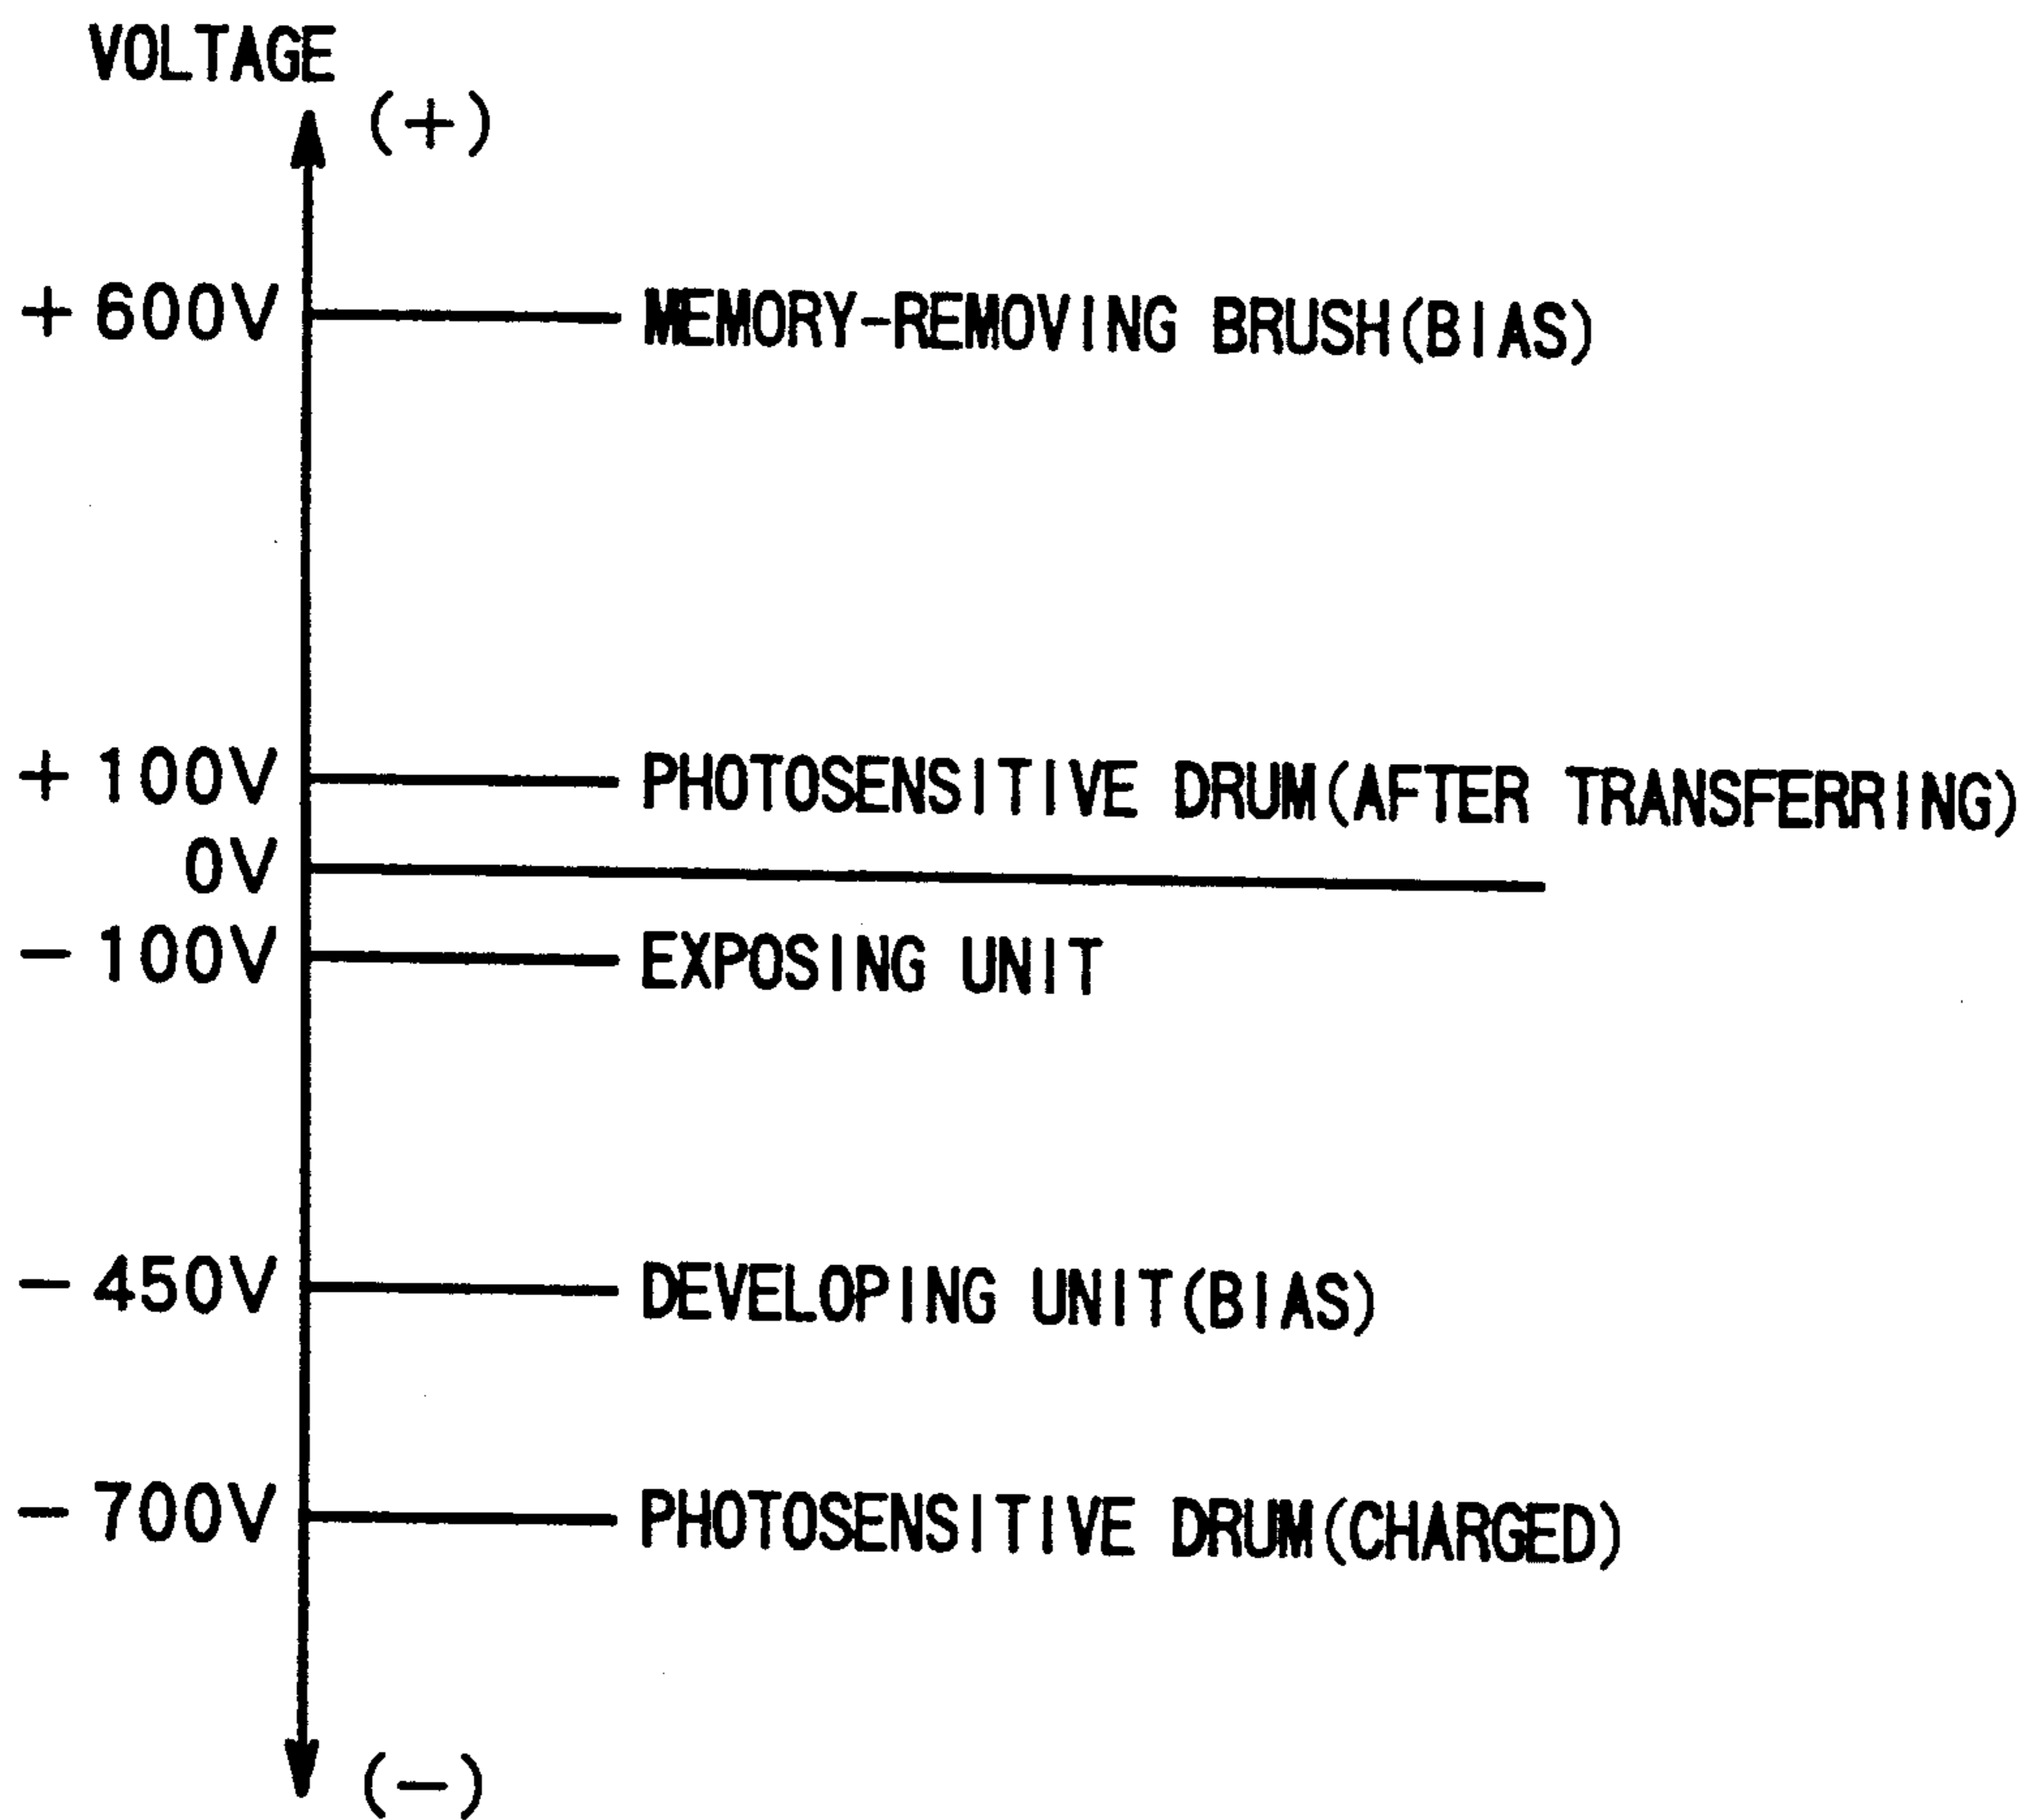 VOLTAGE
(+)
+600V MEMORY-REMOVING BRUSH(BIAS)
+100V PHOTOSENSITIVE DRUM(AFTER TRANSFERRING)
0V
-100V EXPOSING UNIT
-450V DEVELOPING UNIT(BIAS)
-700V PHOTOSENSITIVE DRUM(CHARGED)
(-)